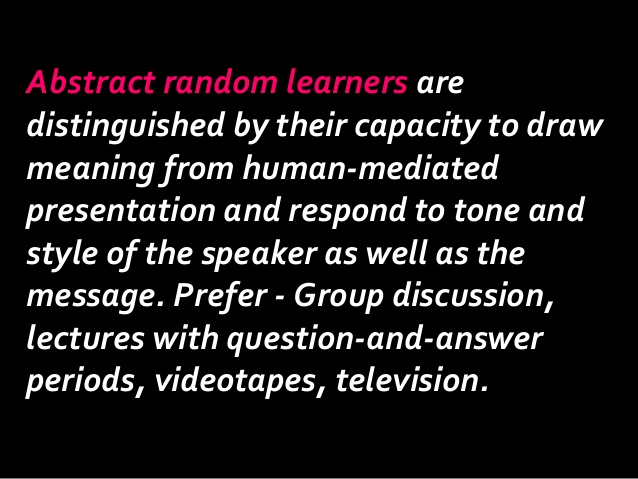 Abstract random learners are
distinguished by their capacity to draw
meaning from human-mediated
presentation and respond to tone and
style of the speaker as well as the
message. Prefer - Group discussion,
lectures with question-and-answer
periods, videotapes, television.